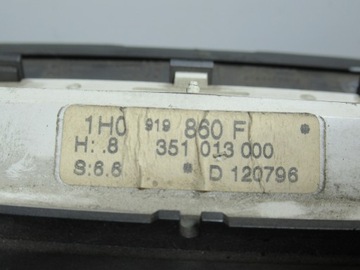 1H0 919 860 F *
H: .8 351 013 000
S:6.6 * D 120796